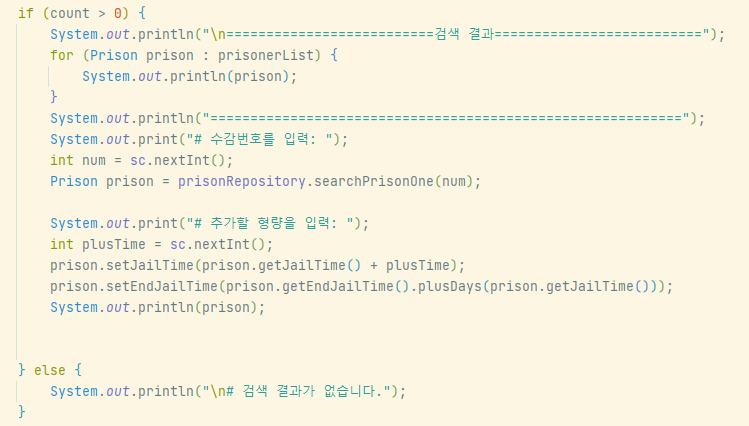 if (count > 0) {
    System.out.println("\n==========================검색 결과==========================");
    for (Prison prison : prisonerList) {
        System.out.println(prison);
    }
    System.out.println("===========================================================");
    System.out.print("# 수감번호를 입력: ");
    int num = sc.nextInt();
    Prison prison = prisonRepository.searchPrisonOne(num);

    System.out.print("# 추가할 형량을 입력: ");
    int plusTime = sc.nextInt();
    prison.setJailTime(prison.getJailTime() + plusTime);
    prison.setEndJailTime(prison.getEndJailTime().plusDays(prison.getJailTime()));
    System.out.println(prison);


} else {
    System.out.println("\n# 검색 결과가 없습니다.");
}